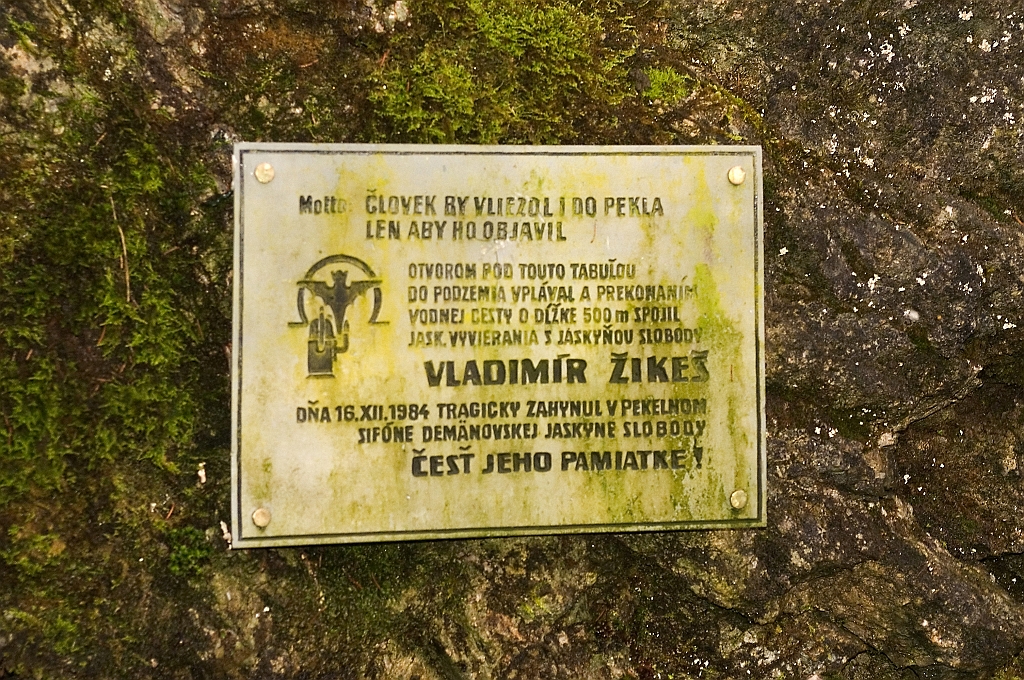 Motto: ČLOVEK BY VLIEZOL I DO PEKLA
LEN ABY HO OBJAVIL
OTVOROM POD TOUTO TABUĽOU
DO PODZEMIA VPLÁVAL A PREKONANÍM
VODNEJ CESTY O DĹŽKE 500 m SPOJIL
JASK. VYVIERANIA S JASKYŇOU SLOBODY
VLADIMÍR ŽIKEŠ
DŇA 16.XII.1984 TRAGICKY ZAHYNUL V PEKELNOM
SIFÓNE DEMÄNOVSKEJ JASKYNE SLOBODY
ČESŤ JEHO PAMIATKE!